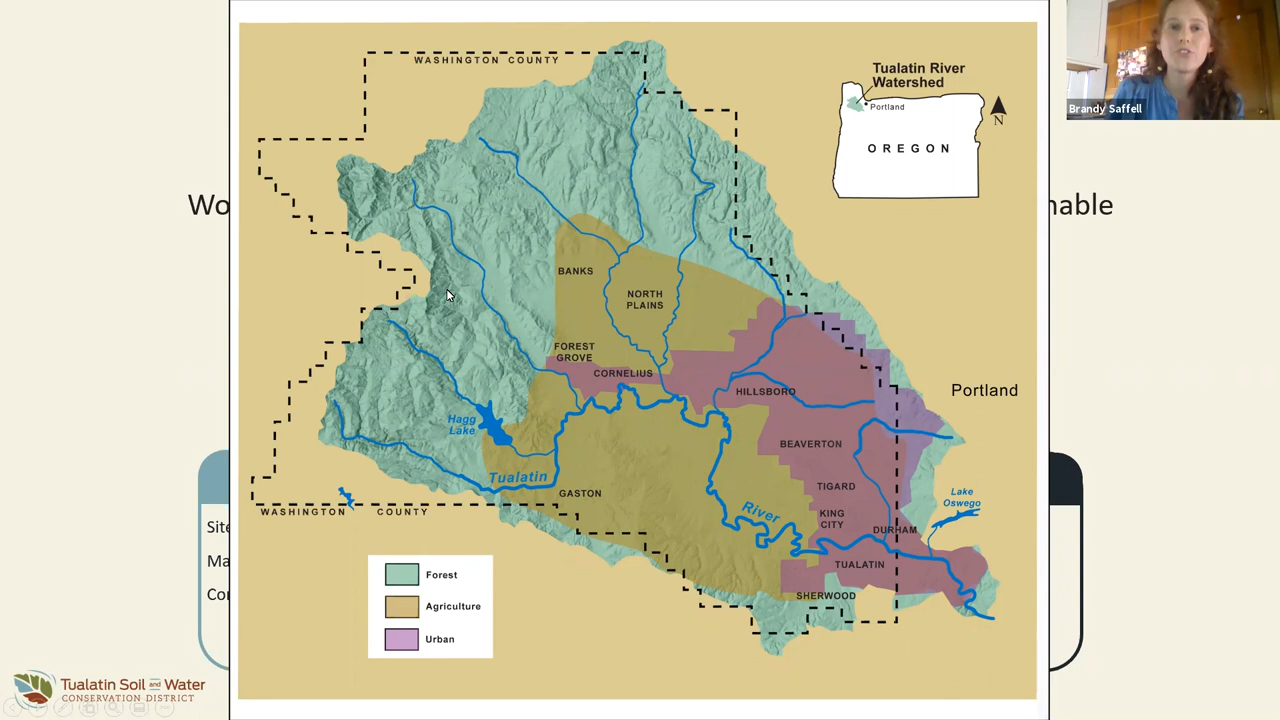 WASHINGTON COUNTY
Tualatin River
Watershed
Portland
N
OREGON
Brandy Saffell
Wo
nable
BANKS
NORTH
PLAINS
FOREST
GROVE
CORNELIUS
HILLSBORO
Portland
Hagg
Lake
BEAVERTON
Tualatin
GASTON
TIGARD
River
KING
CITY
Lake
Oswego
WASHINGTON COUNTY
DURHAM
TUALATIN
SHERWOOD
Site
Ma
Cor
Forest
Agriculture
Urban
Tualatin Soil and Water
CONSERVATION DISTRICT